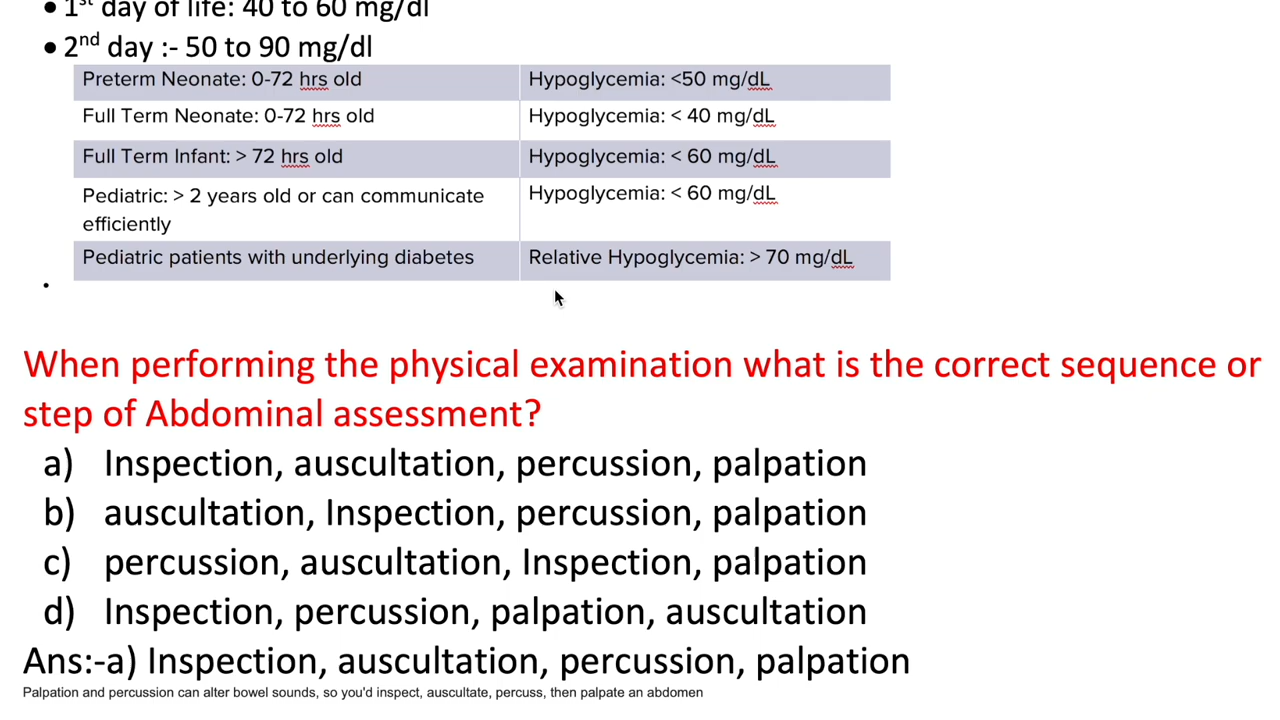 • 1st day of life: 40 to 60 mg/dl
• 2nd day :- 50 to 90 mg/dl
Preterm Neonate: 0-72 hrs old Hypoglycemia: <50 mg/dL
Full Term Neonate: 0-72 hrs old Hypoglycemia: < 40 mg/dL
Full Term Infant: > 72 hrs old Hypoglycemia: < 60 mg/dL
Pediatric: > 2 years old or can communicate Hypoglycemia: < 60 mg/dL
efficiently
Pediatric patients with underlying diabetes Relative Hypoglycemia: > 70 mg/dL
•
When performing the physical examination what is the correct sequence or
step of Abdominal assessment?
a) Inspection, auscultation, percussion, palpation
b) auscultation, Inspection, percussion, palpation
c) percussion, auscultation, Inspection, palpation
d) Inspection, percussion, palpation, auscultation
Ans:-a) Inspection, auscultation, percussion, palpation
Palpation and percussion can alter bowel sounds, so you'd inspect, auscultate, percuss, then palpate an abdomen